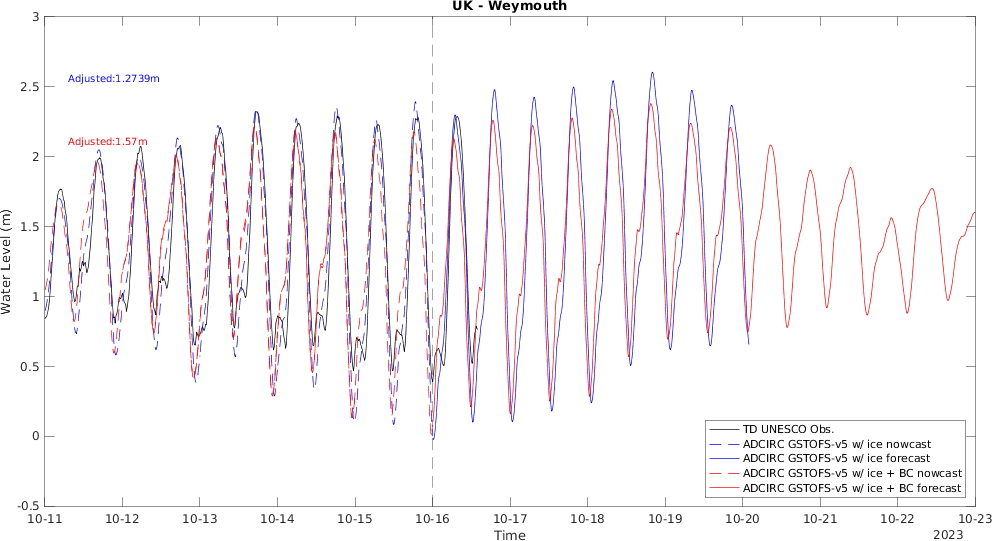 UK - Weymouth
3
2.5
2
1.5
1
0.5
0
-0.5
Water Level (m)
Adjusted:1.2739m
Adjusted:1.57m
TD UNESCO Obs.
ADCIRC GSTOFS-v5 w/ ice nowcast
ADCIRC GSTOFS-v5 w/ ice forecast
ADCIRC GSTOFS-v5 w/ ice + BC nowcast
ADCIRC GSTOFS-v5 w/ ice + BC forecast
10-11 10-12 10-13 10-14 10-15 10-16 10-17 10-18 10-19 10-20 10-21 10-22 10-23
Time
2023